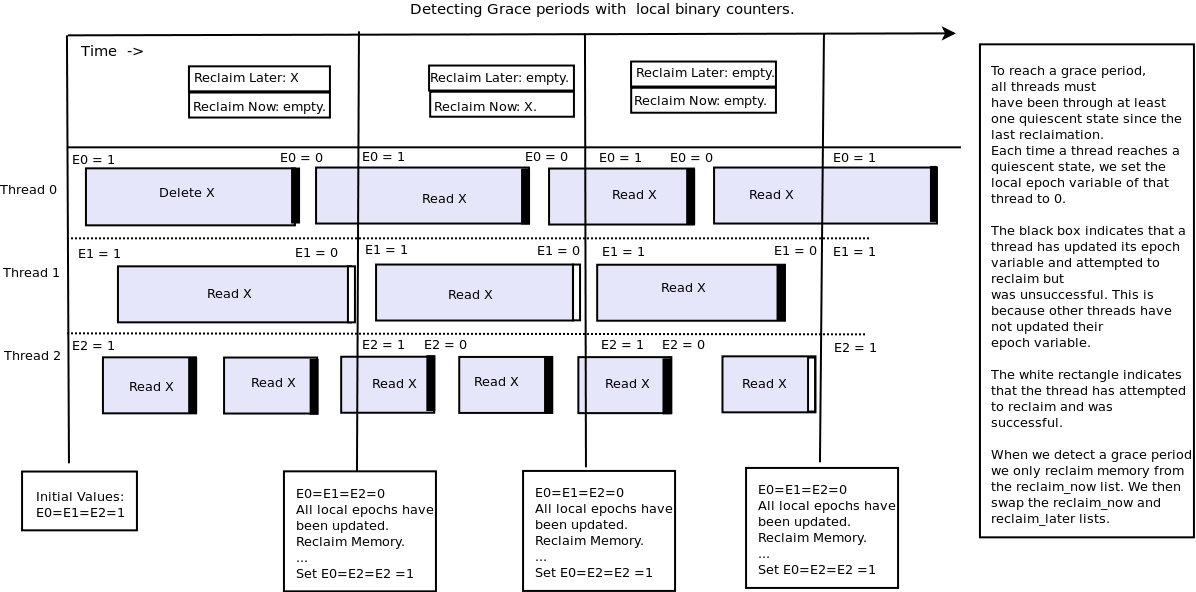 Detecting Grace periods with  local binary counters.
Time  ->
Reclaim Later: X
Reclaim Now: empty.
Reclaim Later: empty.
Reclaim Now: X.
Reclaim Later: empty.
Reclaim Now: empty.
E0 = 1
E0 = 0
E0 = 1
E0 = 0
E0 = 1
E0 = 0
E0 = 1
Thread 0
Delete X
Read X
Read X
Read X
E1 = 1
E1 = 0
E1 = 1
E1 = 0
E1 = 1
E1 = 0
E1 = 1
Thread 1
Read X
Read X
Read X
E2 = 1
E2 = 1
E2 = 0
E2 = 1
E2 = 0
E2 = 1
Thread 2
Read X
Read X
Read X
Read X
Read X
Read X
Initial Values:
E0=E1=E2=1
E0=E1=E2=0
All local epochs have
been updated.
Reclaim Memory.
...
Set E0=E2=E2 =1
E0=E1=E2=0
All local epochs have
been updated.
Reclaim Memory.
...
Set E0=E2=E2 =1
E0=E1=E2=0
All local epochs have
been updated.
Reclaim Memory.
...
Set E0=E2=E2 =1
To reach a grace period,
all threads must
have been through at least
one quiescent state since the
last reclaimation.
Each time a thread reaches a
quiescent state, we set the
local epoch variable of that
thread to 0.
The black box indicates that a
thread has updated its epoch
variable and attempted to
reclaim but
was unsuccessful. This is
because other threads have
not updated their
epoch variable.
The white rectangle indicates
that the thread has attempted
to reclaim and was
successful.
When we detect a grace period
we only reclaim memory from
the reclaim_now list. We then
swap the reclaim_now and
reclaim_later lists.